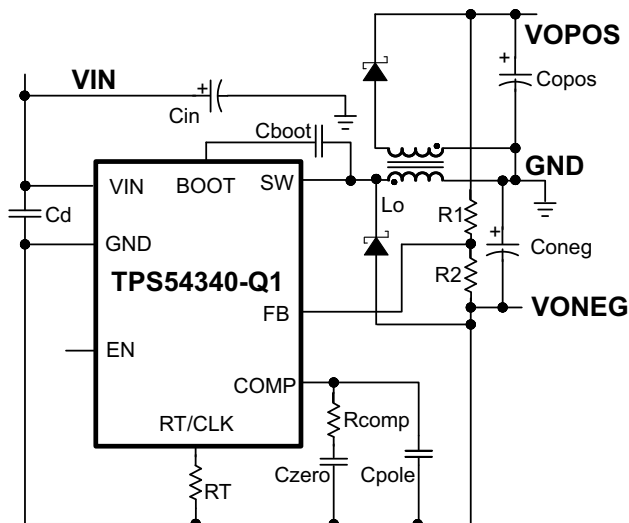 VOPOS
VIN
+
Copos
+
Cin
Cboot
GND
VIN
BOOT
SW
Lo
R1
Cd
GND
+
Coneg
TPS54340-Q1
R2
FB
VONEG
EN
COMP
RT/CLK
Rcomp
RT
Czero
Cpole